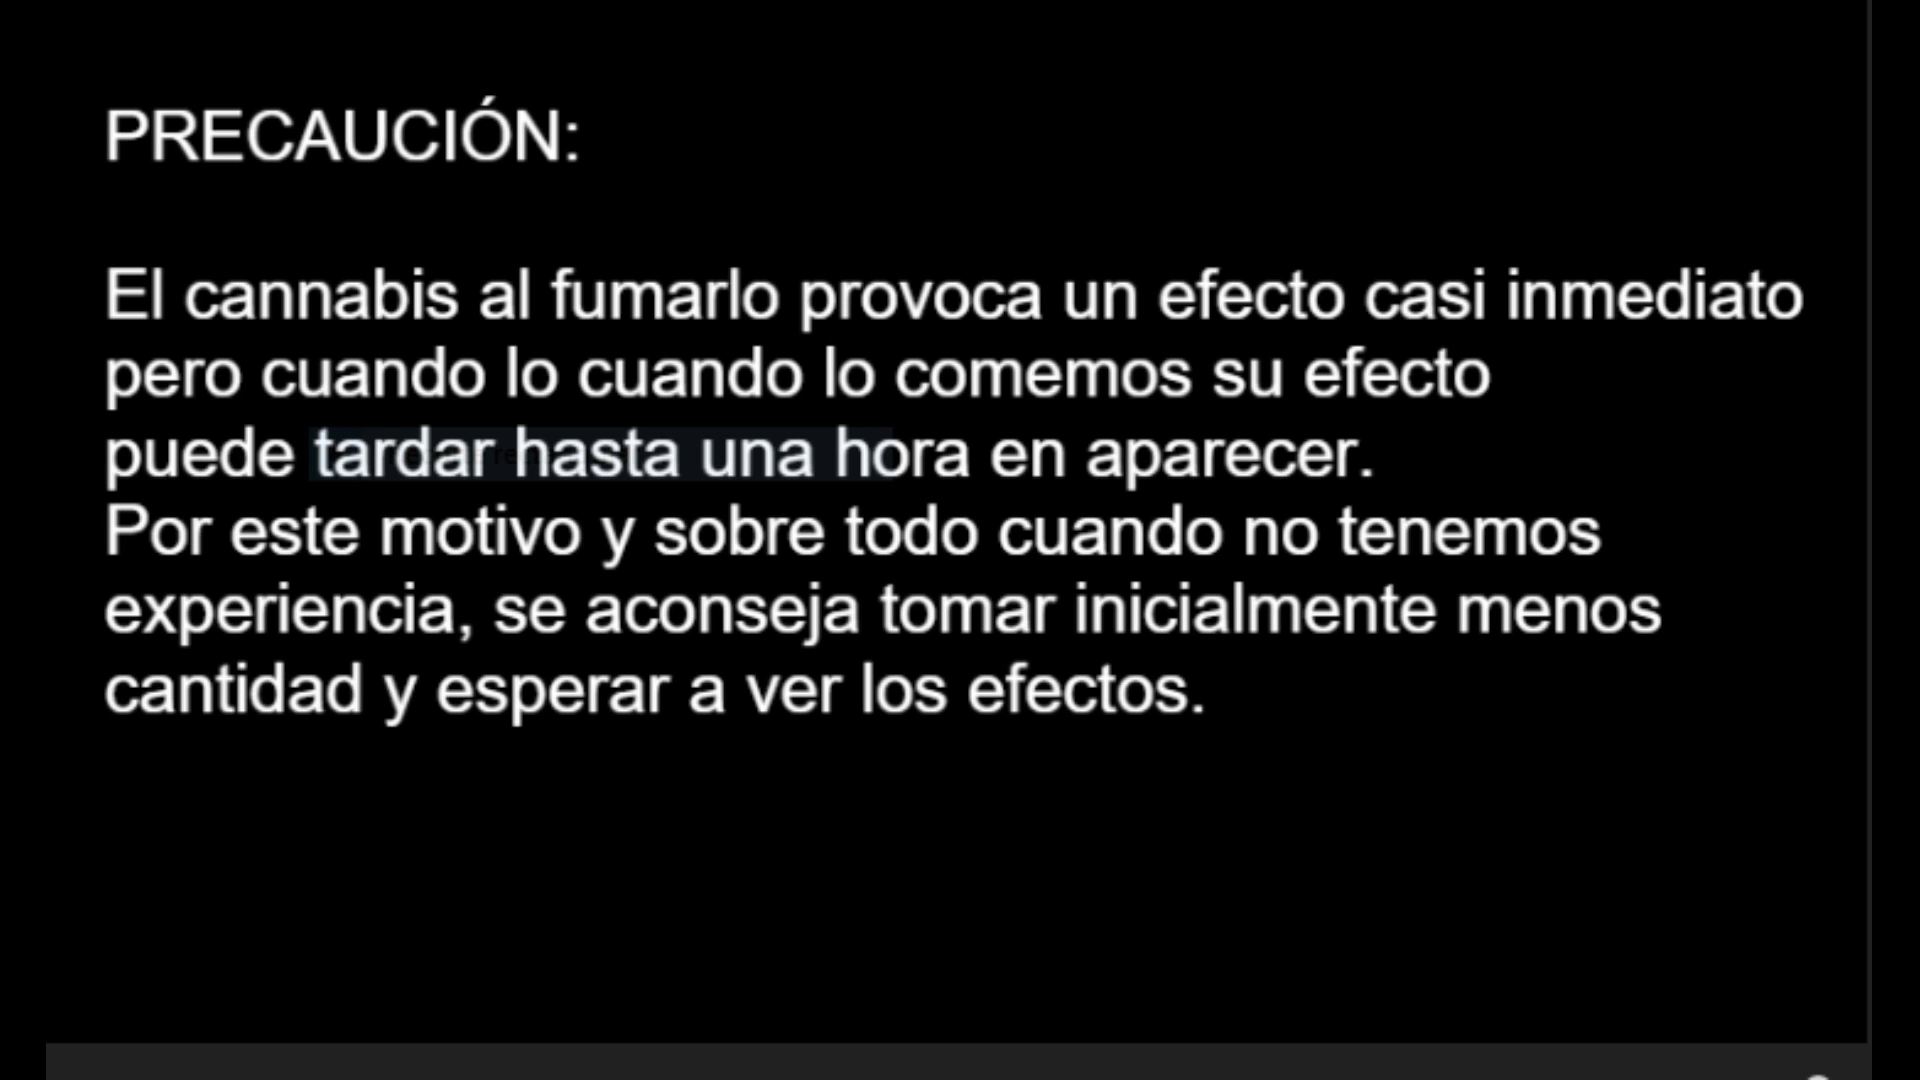 PRECAUCIÓN:
El cannabis al fumarlo provoca un efecto casi inmediato
pero cuando lo cuando lo comemos su efecto
puede tardar hasta una hora en aparecer.
Por este motivo y sobre todo cuando no tenemos
experiencia, se aconseja tomar inicialmente menos
cantidad y esperar a ver los efectos.